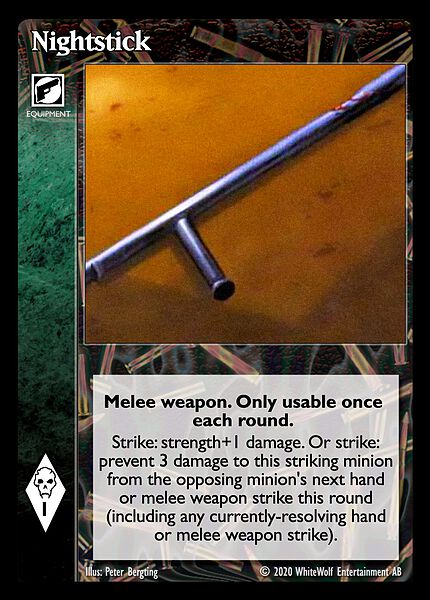 Nightstick
EQUIPMENT
Melee weapon. Only usable once
each round.
Strike: strength+1 damage. Or strike:
prevent 3 damage to this striking minion
from the opposing minion's next hand
or melee weapon strike this round
(including any currently-resolving hand
or melee weapon strike).
I
Illus: Peter Bergting
© 2020 WhiteWolf Entertainment AB